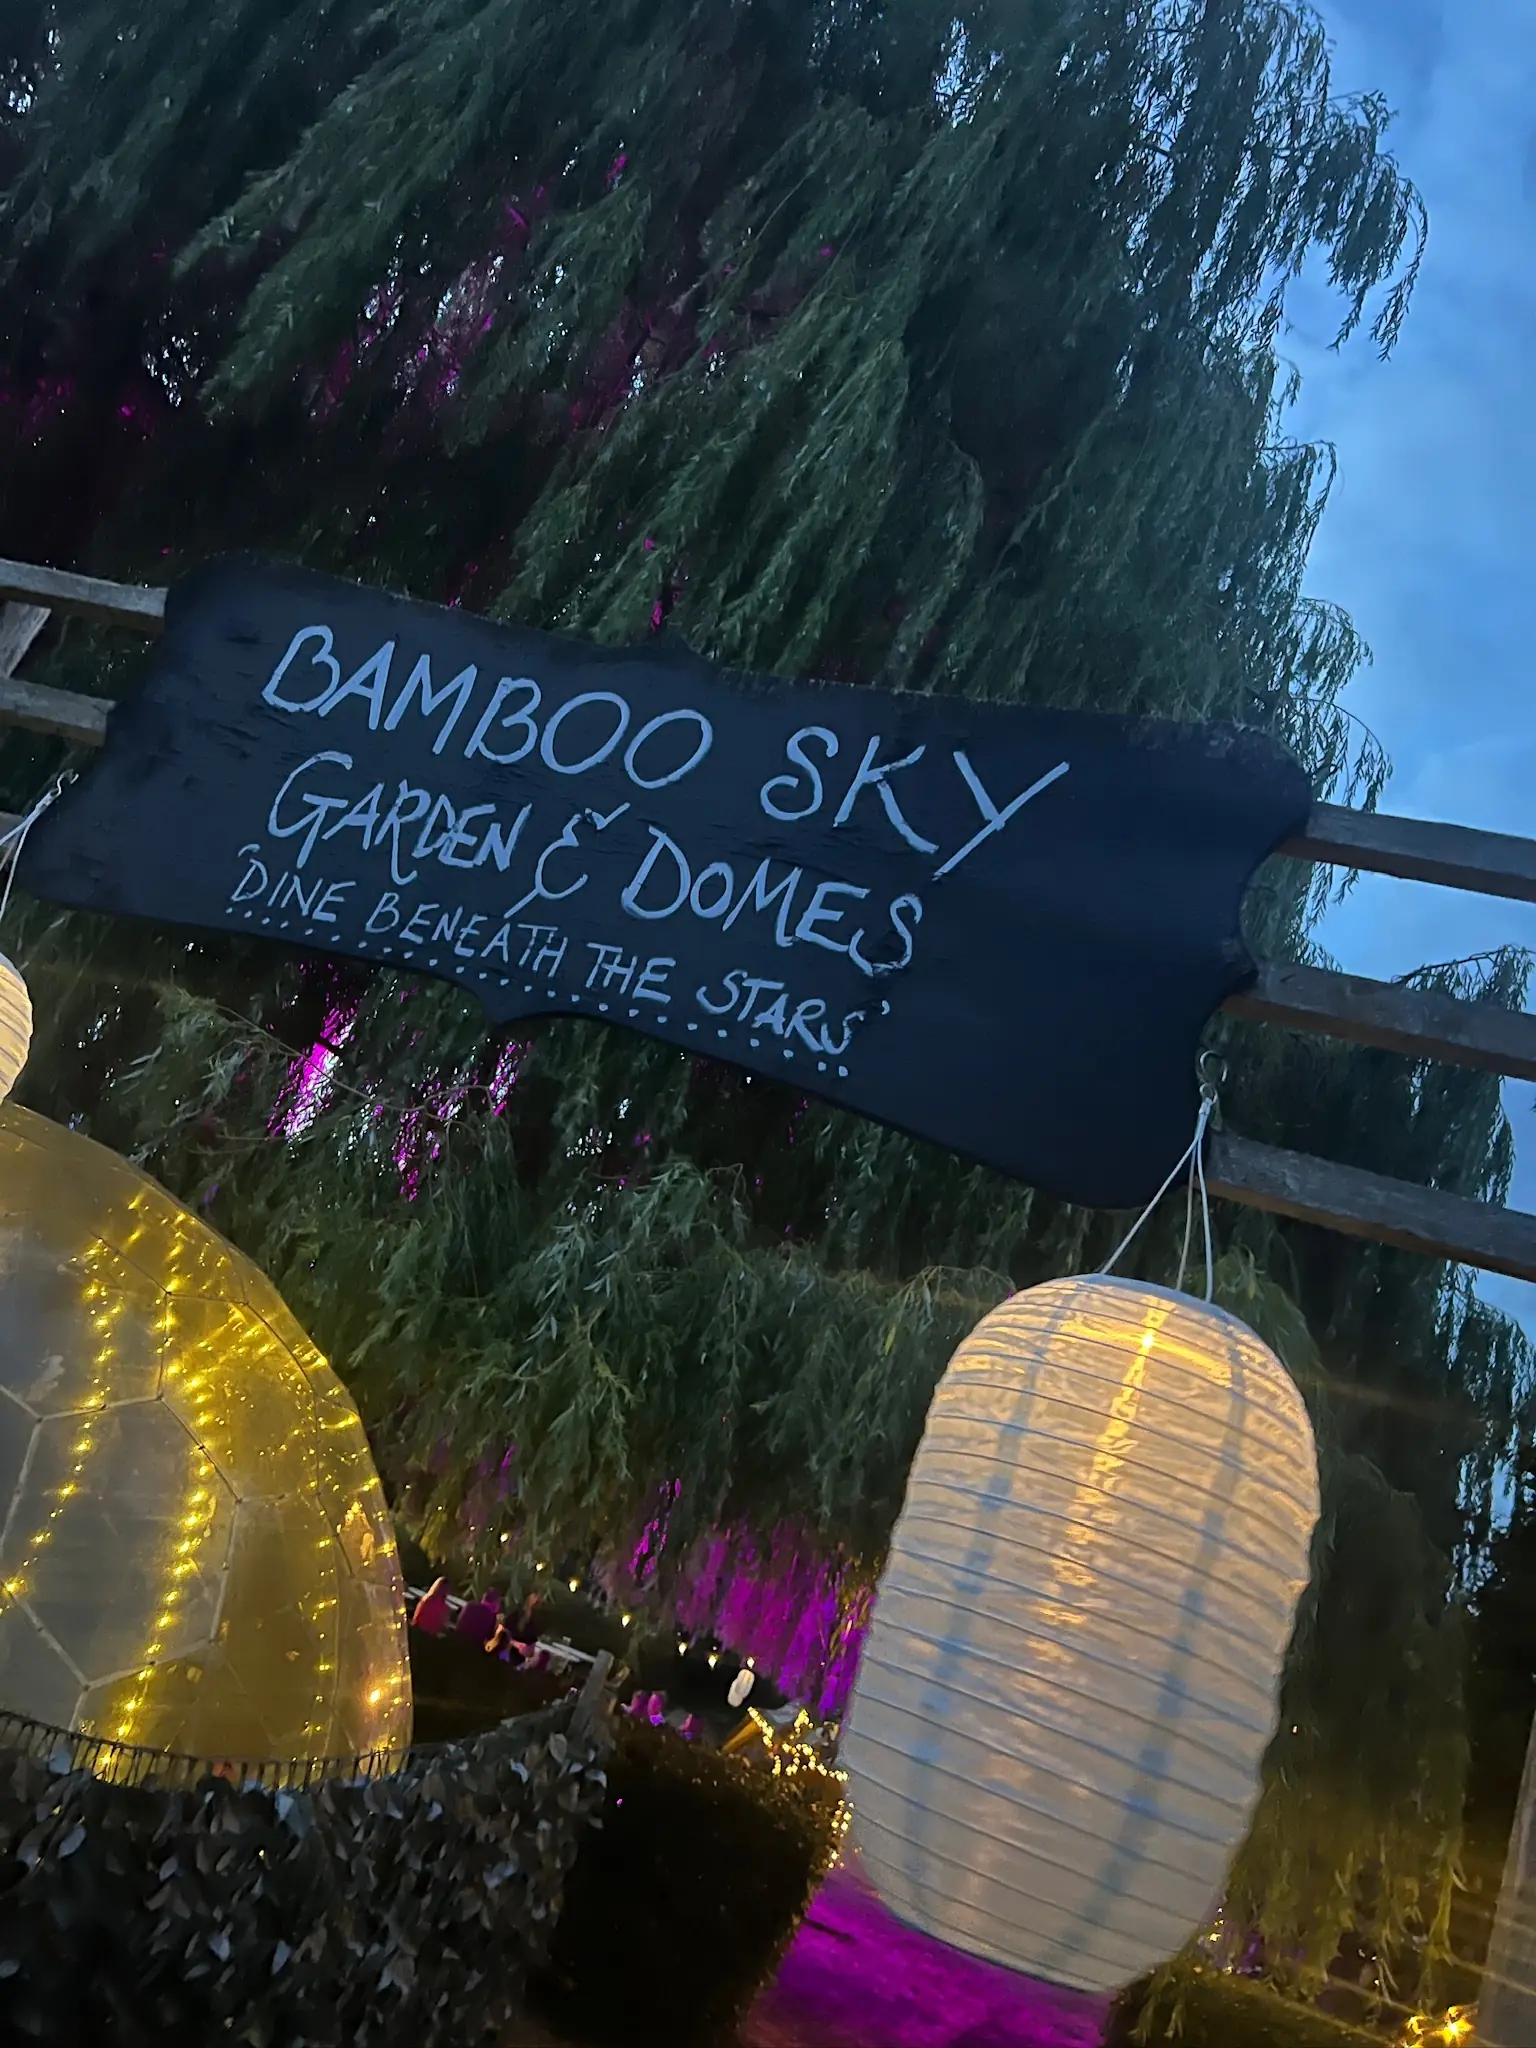 BAMBOO SKY
GARDEN & DOMES
'DINE BENEATH THE STARS'